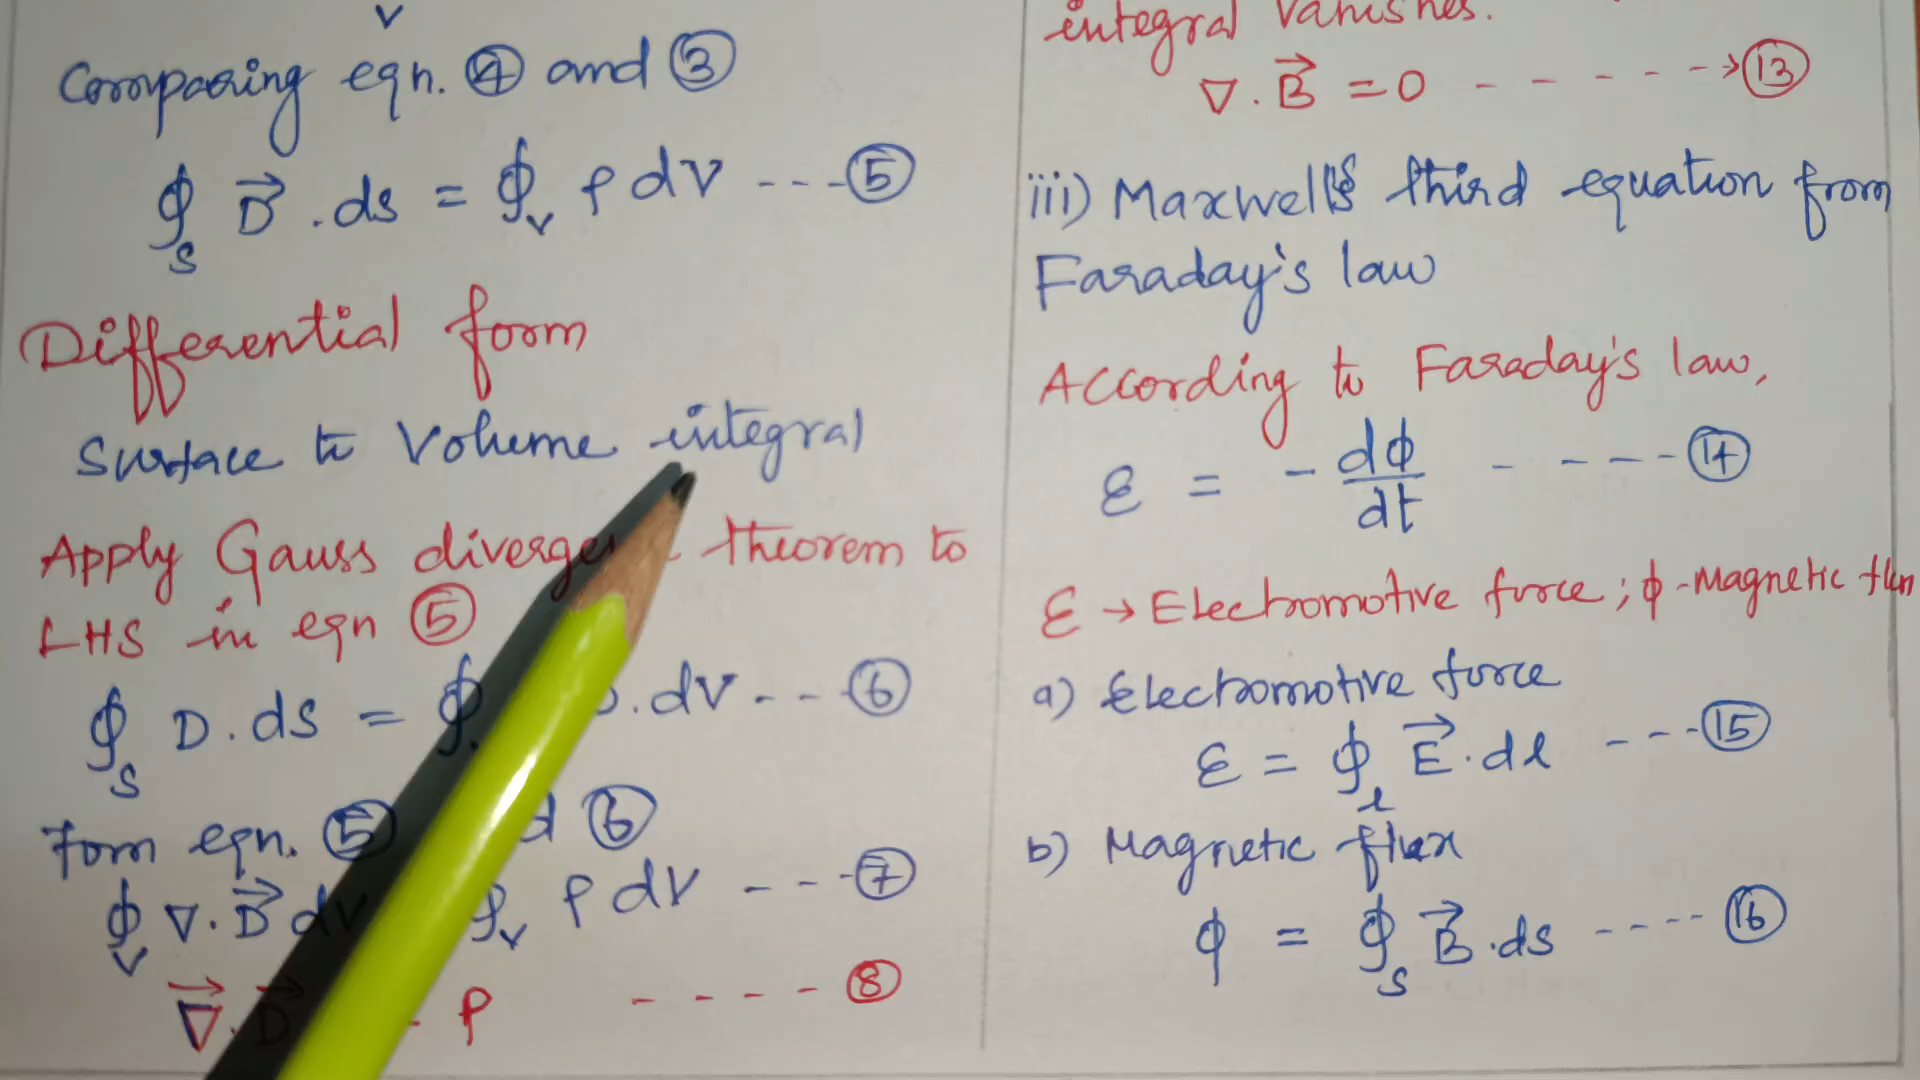 v
Comparing eqn. ④ and ③
∮s D⃗ . ds = ∮v ρ dV ---⑤
Differential form
Surface to Volume integral
Apply Gauss theorem to
LHS in eqn ⑤
∮s D. ds = ∮ . dV -- ⑥
Form eqn. ⑤ ⑥
∮v ∇. D⃗ dv ∮v ρ dV ---⑦
∇⃗. D⃗ ρ ----⑧
integral vanishes.
∇ . B⃗ = 0 -----→⑬
iii) Maxwell's third equation from
Faraday's law
According to Faraday's law,
ε = - dϕ/dt ----⑭
ε → Electromotive force ; ϕ - Magnetic flux
a) Electromotive force
ε = ∮l E⃗ . dl ---⑮
b) Magnetic flux
ϕ = ∮s B⃗ . ds ----⑯